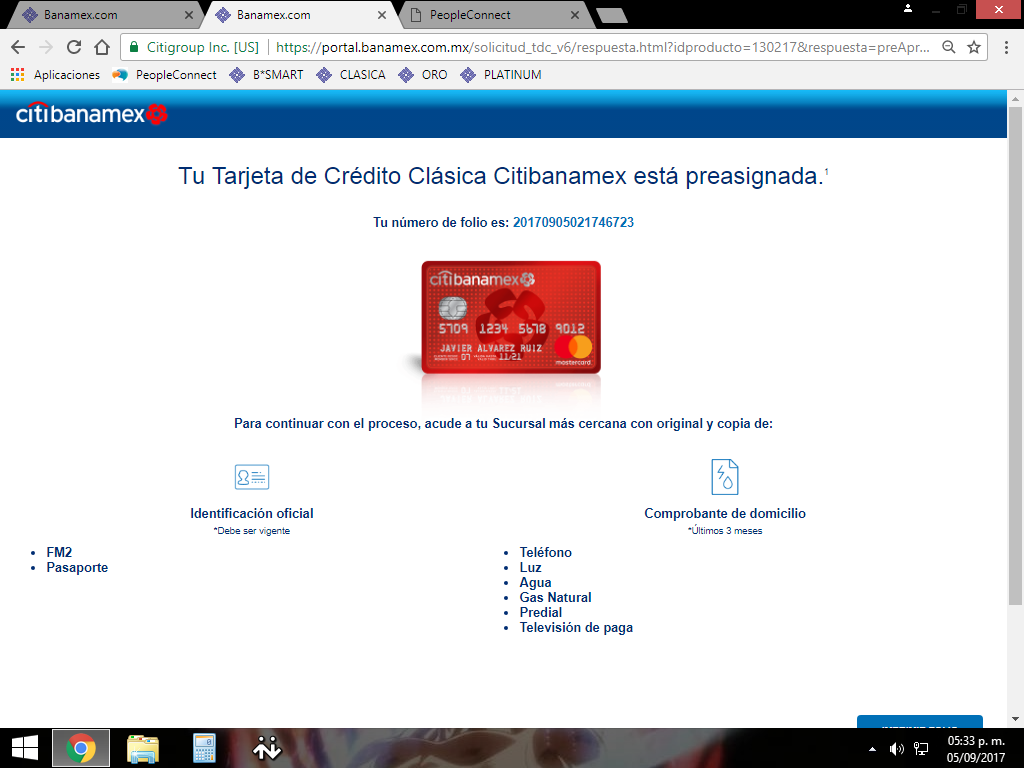 Banamex.com
Banamex.com
PeopleConnect
Citigroup Inc. [US]
https://portal.banamex.com.mx/solicitud_tdc_v6/respuesta.html?idproducto=130217&respuesta=preApr...
Aplicaciones
PeopleConnect
B*SMART
CLASICA
ORO
PLATINUM
citibanamex
Tu Tarjeta de Crédito Clásica Citibanamex está preasignada.1
Tu número de folio es: 20170905021746723
citibanamex
5709 1234 5678 9012
JAVIER ALVAREZ RUIZ
07 11/21
mastercard
Para continuar con el proceso, acude a tu Sucursal más cercana con original y copia de:
Identificación oficial
*Debe ser vigente
• FM2
• Pasaporte
Comprobante de domicilio
*Últimos 3 meses
• Teléfono
• Luz
• Agua
• Gas Natural
• Predial
• Televisión de paga
05:33 p. m.
05/09/2017